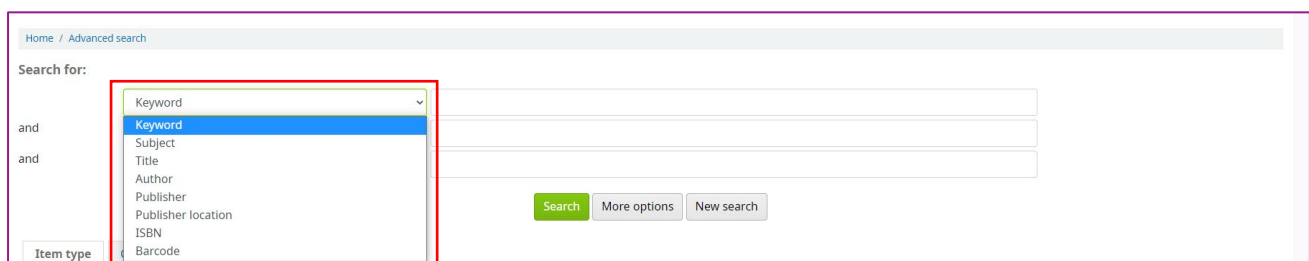 Home / Advanced search
Search for:
Keyword
and
Keyword
Subject
and
Title
Author
Publisher
Publisher location
Search More options New search
ISBN
Barcode
Item type